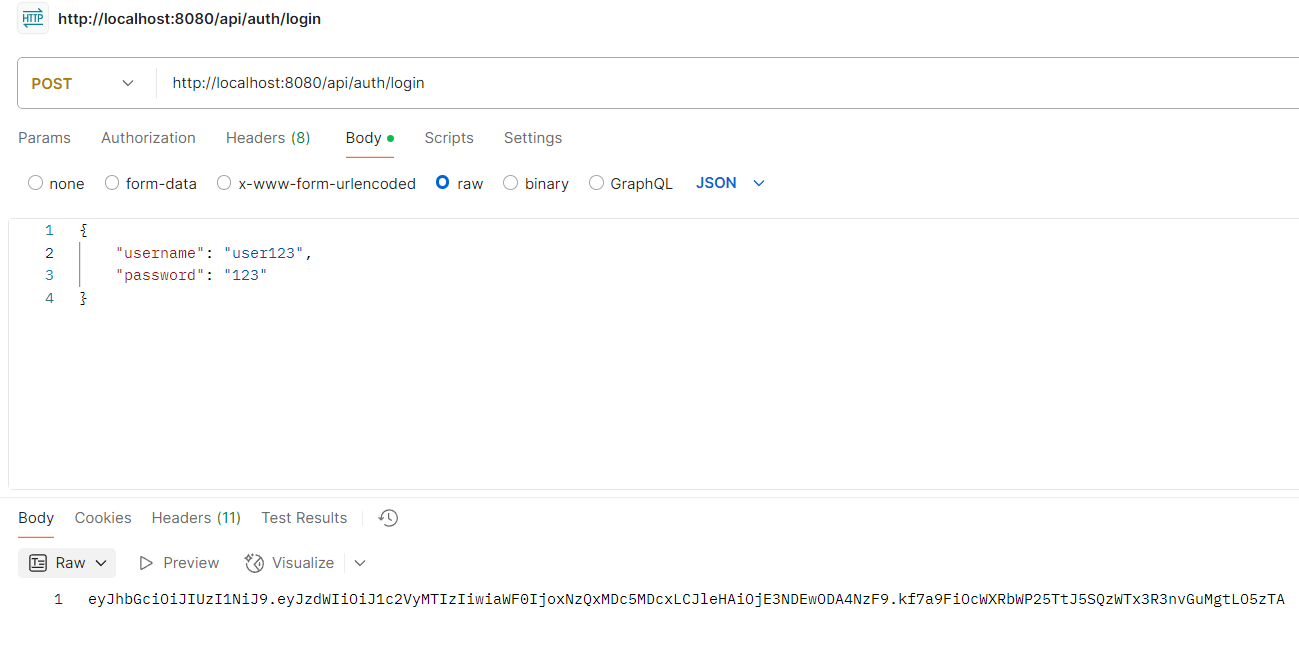 HTTP http://localhost:8080/api/auth/login
POST http://localhost:8080/api/auth/login
Params Authorization Headers (8) Body Scripts Settings
none form-data x-www-form-urlencoded raw binary GraphQL JSON
1 {
2 "username": "user123",
3 "password": "123"
4 }
Body Cookies Headers (11) Test Results
Raw Preview Visualize
1 eyJhbGciOiJIUzI1NiJ9.eyJzdWIiOiJ1c2VyMTIzIiwiaWF0IjoxNzQxMDc5MDcxLCJleHAiOjE3NDEwODA4NzF9.kf7a9FiOcWXRbWP25TtJ5SQzWTx3R3nvGuMgtLO5zTA